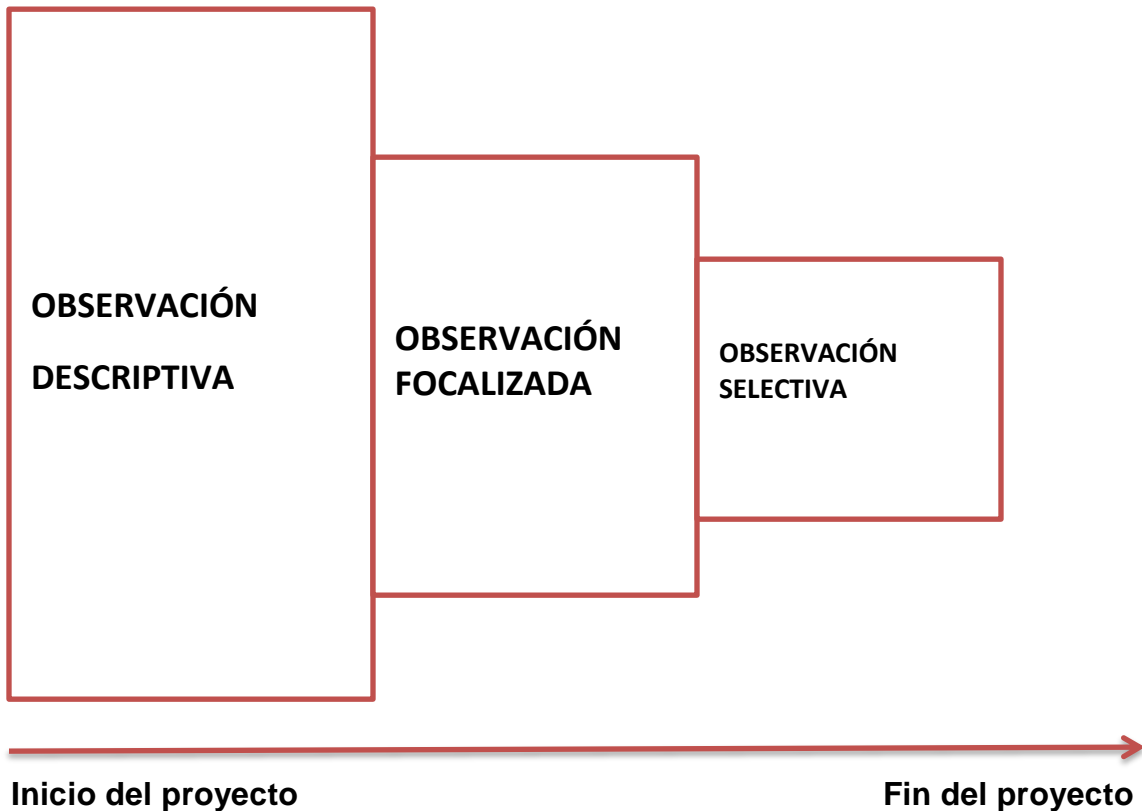 OBSERVACIÓN
DESCRIPTIVA
OBSERVACIÓN
FOCALIZADA
OBSERVACIÓN
SELECTIVA
Inicio del proyecto
Fin del proyecto